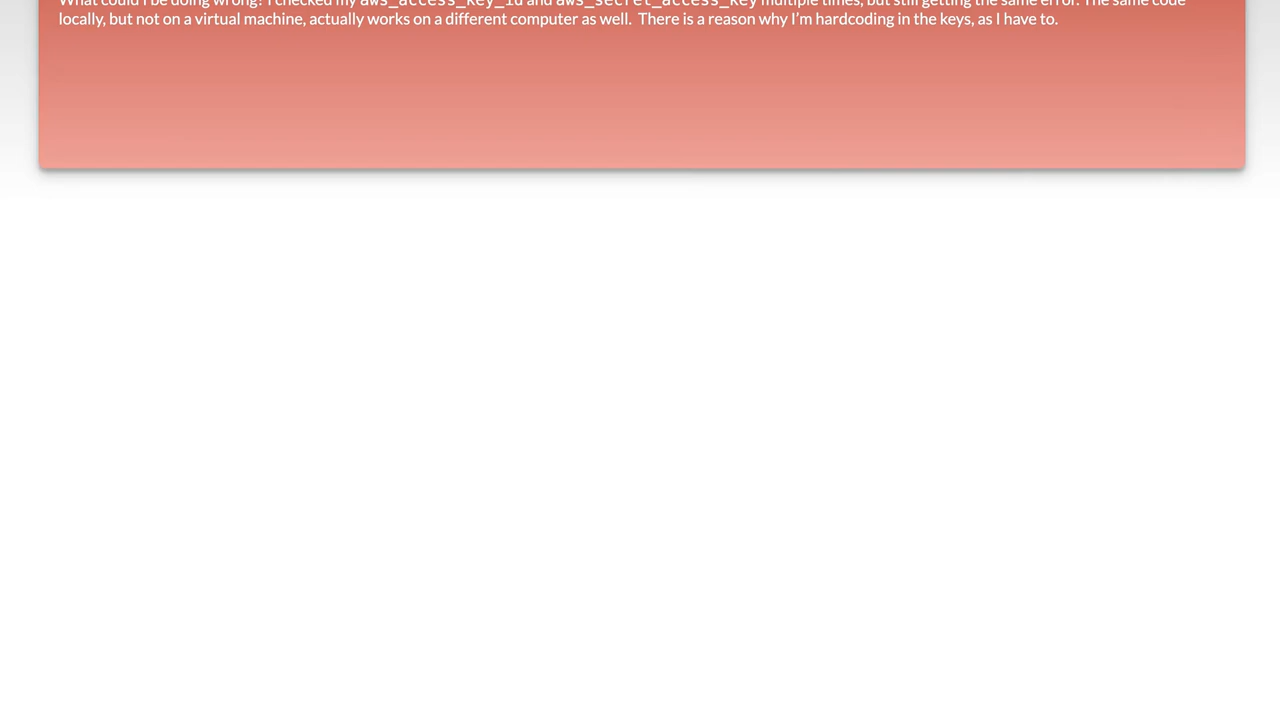 What could I be doing wrong? I checked my aws_access_key_id and aws_secret_access_key multiple times, but still getting the same error. The same code
locally, but not on a virtual machine, actually works on a different computer as well. There is a reason why I'm hardcoding in the keys, as I have to.